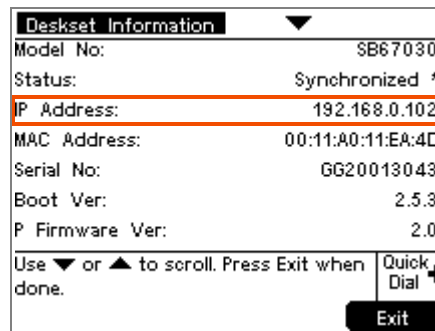 Deskset Information ▼
Model No: SB67030
Status: Synchronized *
IP Address: 192.168.0.102
MAC Address: 00:11:A0:11:EA:4D
Serial No: GG20013043
Boot Ver: 2.5.3
P Firmware Ver: 2.0
Use ▼ or ▲ to scroll. Press Exit when
done.
Quick
Dial
Exit